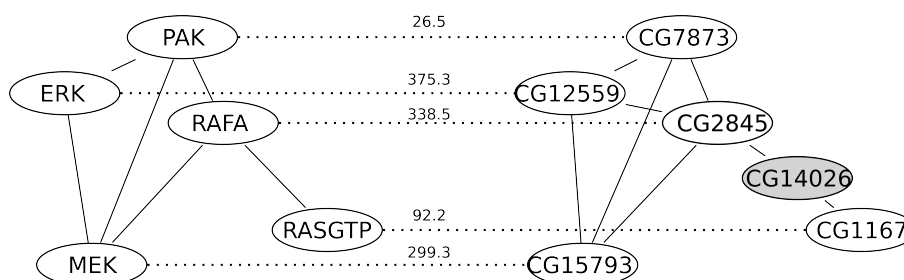 PAK 26.5 CG7873
ERK 375.3 CG12559
RAFA 338.5 CG2845
CG14026
RASGTP 92.2 CG1167
MEK 299.3 CG15793